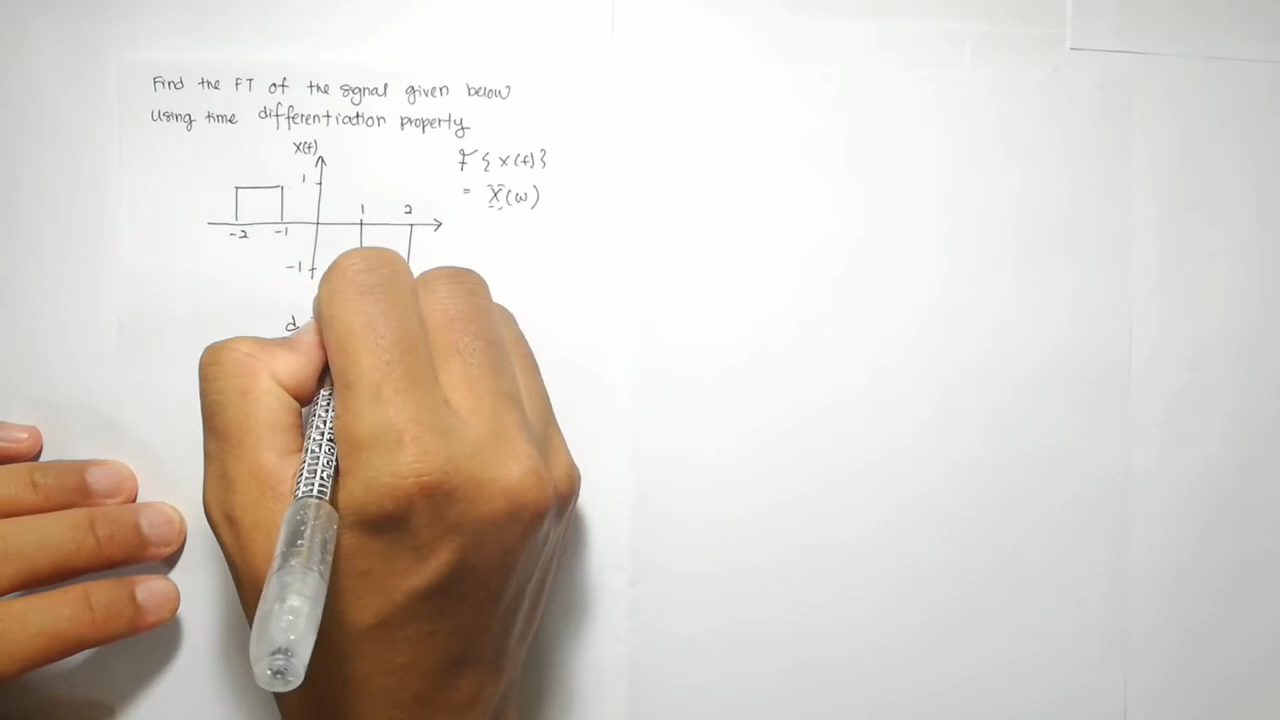 Find the FT of the signal given below
Using time differentiation property
x(t)
F { x(t) }
1
= X(ω)
1 2
-2 -1
-1
d